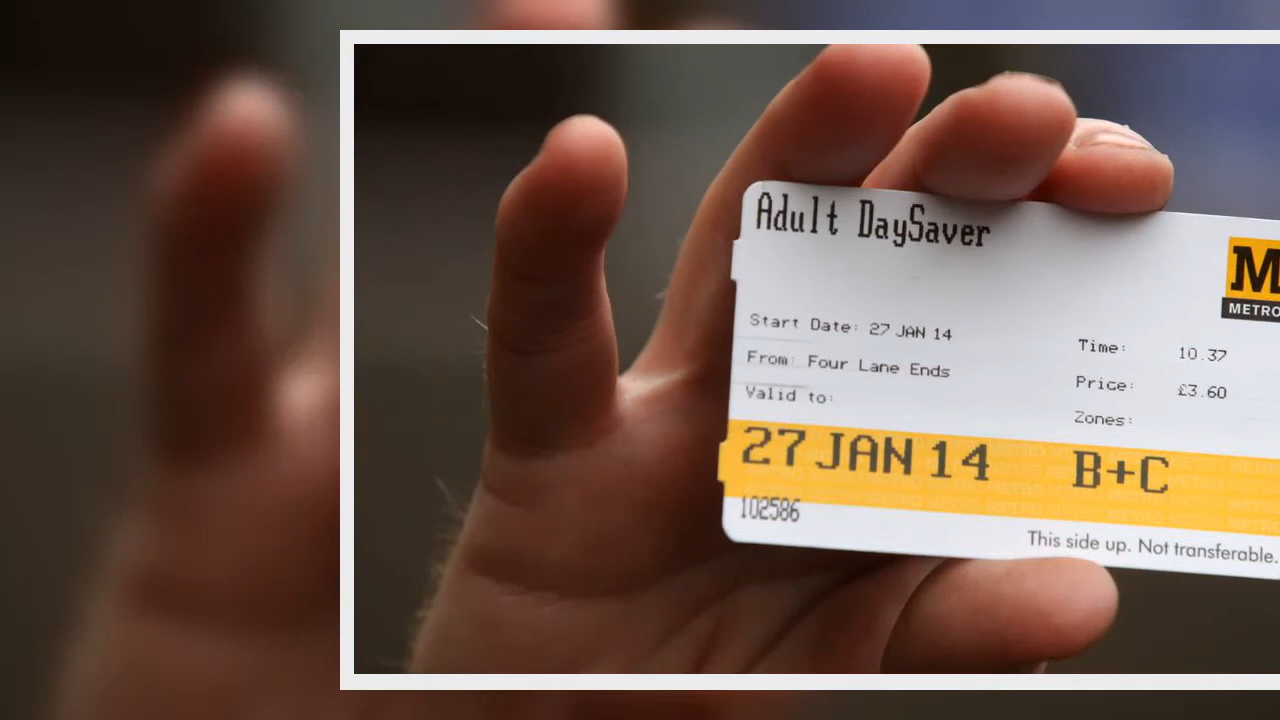 Adult DaySaver
M
METRO
Start Date: 27 JAN 14
Time: 10.37
From: Four Lane Ends
Price: £3.60
Valid to:
Zones:
27 JAN 14 B+C
102586
This side up. Not transferable.